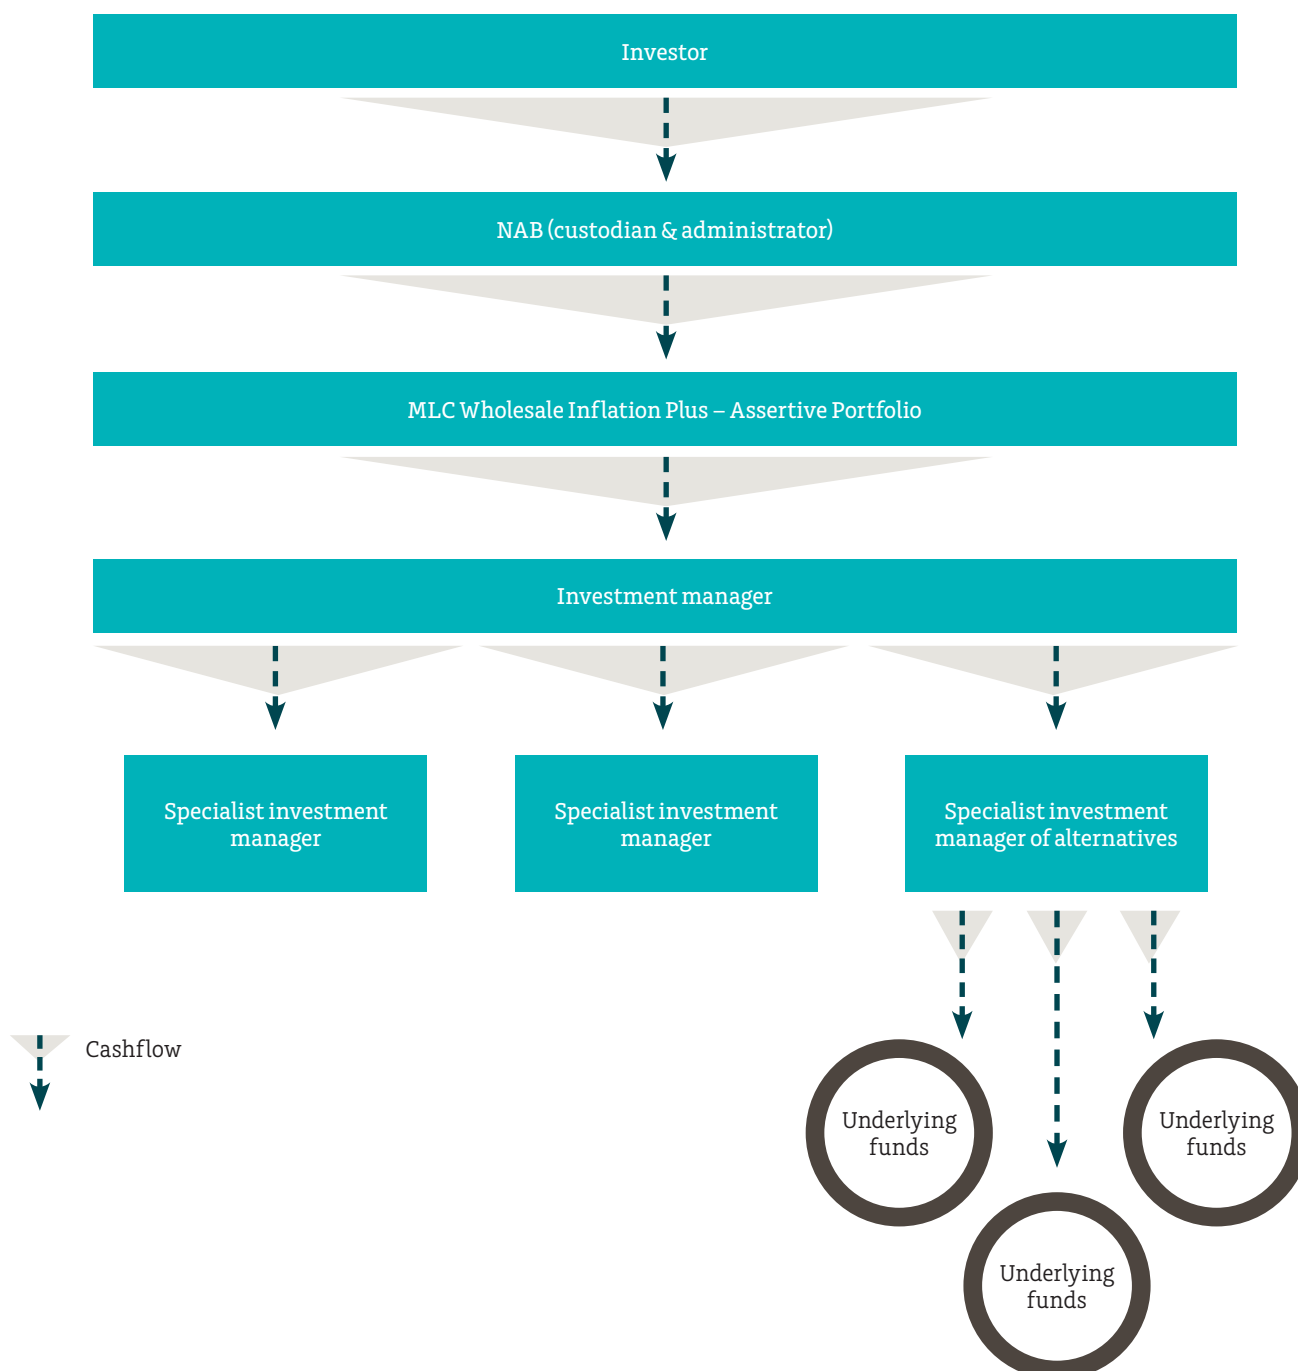 Investor
NAB (custodian & administrator)
MLC Wholesale Inflation Plus – Assertive Portfolio
Investment manager
Specialist investment
manager
Specialist investment
manager
Specialist investment
manager of alternatives
Cashflow
Underlying
funds
Underlying
funds
Underlying
funds